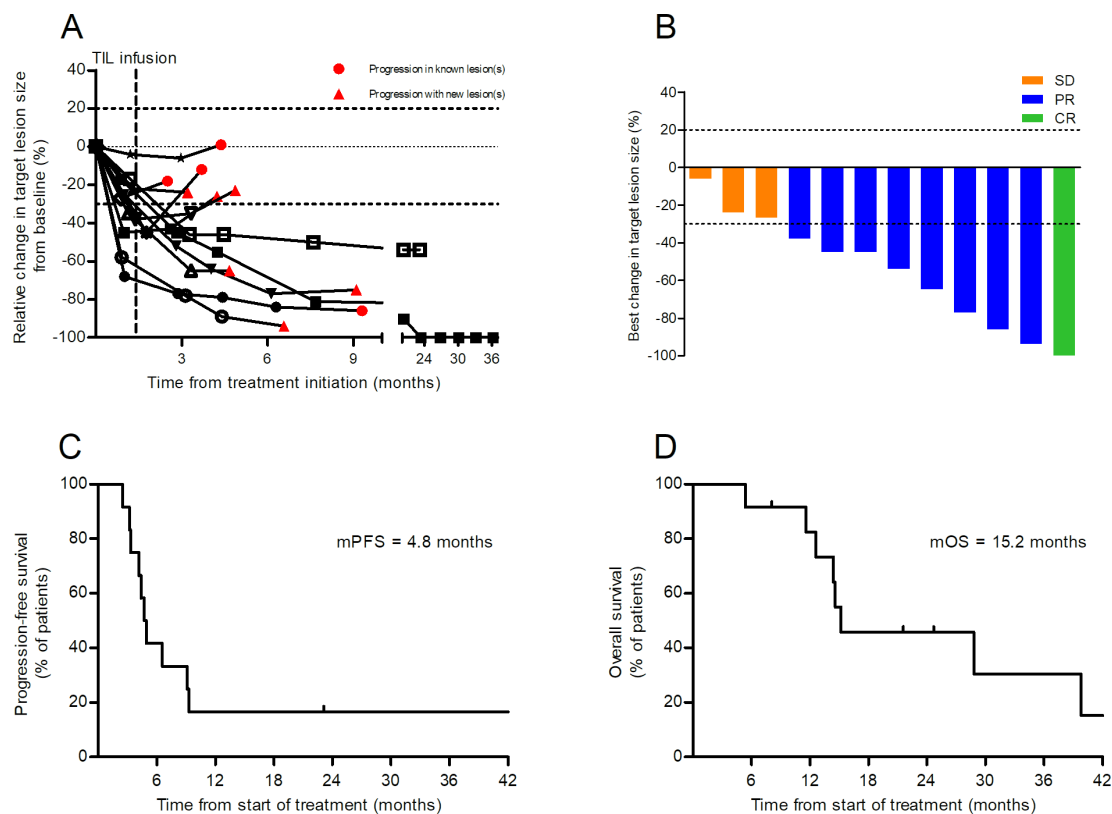 A
TIL infusion
Progression in known lesion(s)
Progression with new lesion(s)
Relative change in target lesion size
from baseline (%)
40
20
0
-20
-40
-60
-80
-100
3
6
9
24
30
36
Time from treatment initiation (months)
B
SD
PR
CR
Best change in target lesion size (%)
40
20
0
-20
-40
-60
-80
-100
C
mPFS = 4.8 months
Progression-free survival
(% of patients)
100
80
60
40
20
0
6
12
18
24
30
36
42
Time from start of treatment (months)
D
mOS = 15.2 months
Overall survival
(% of patients)
100
80
60
40
20
0
6
12
18
24
30
36
42
Time from start of treatment (months)